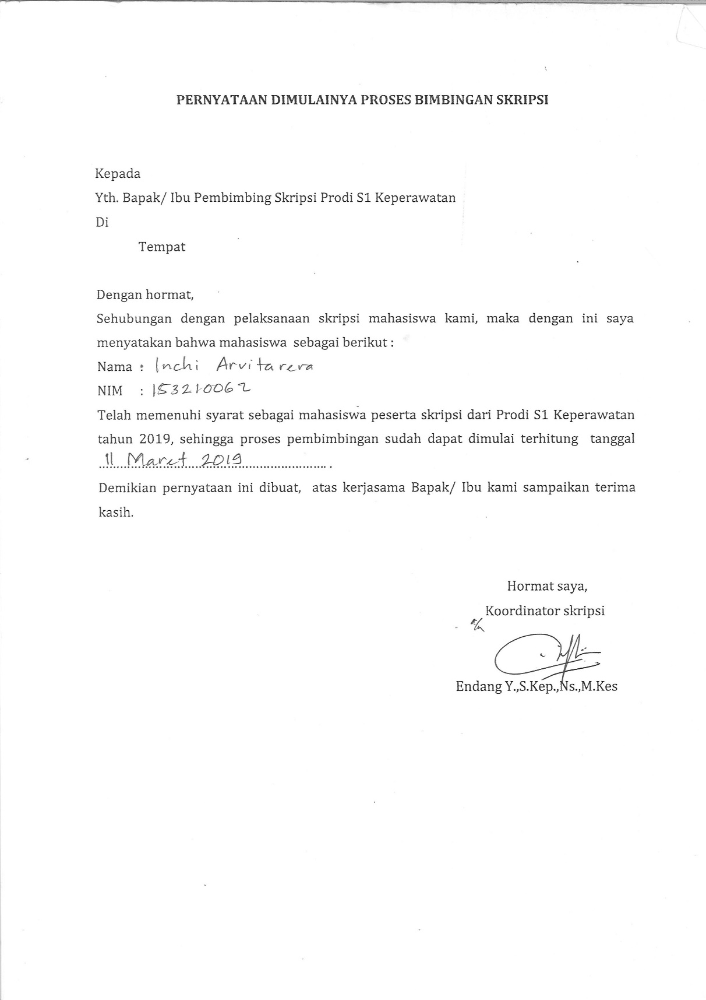 PERNYATAAN DIMULAINYA PROSES BIMBINGAN SKRIPSI
Kepada
Yth. Bapak/ Ibu Pembimbing Skripsi Prodi S1 Keperawatan
Di
Tempat
Dengan hormat,
Sehubungan dengan pelaksanaan skripsi mahasiswa kami, maka dengan ini saya
menyatakan bahwa mahasiswa sebagai berikut :
Nama : Inchi Arvitarera
NIM : 153210062
Telah memenuhi syarat sebagai mahasiswa peserta skripsi dari Prodi S1 Keperawatan
tahun 2019, sehingga proses pembimbingan sudah dapat dimulai terhitung tanggal
11 Maret 2019 .
Demikian pernyataan ini dibuat, atas kerjasama Bapak/ Ibu kami sampaikan terima
kasih.
Hormat saya,
Koordinator skripsi
a/n
Endang Y.,S.Kep.,Ns.,M.Kes